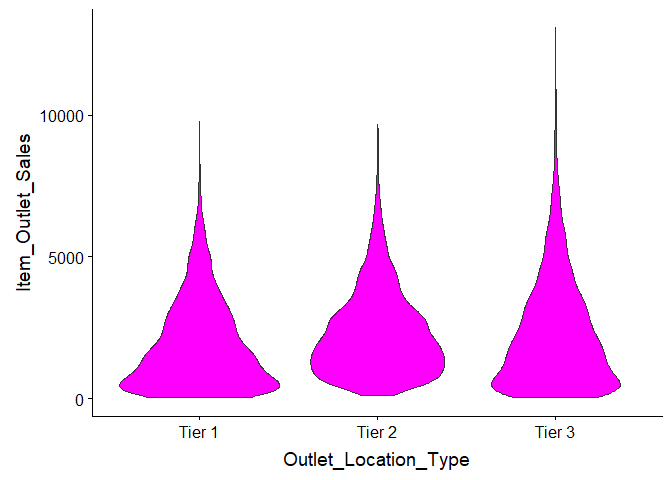 Item_Outlet_Sales
10000
5000
0
Tier 1 Tier 2 Tier 3
Outlet_Location_Type